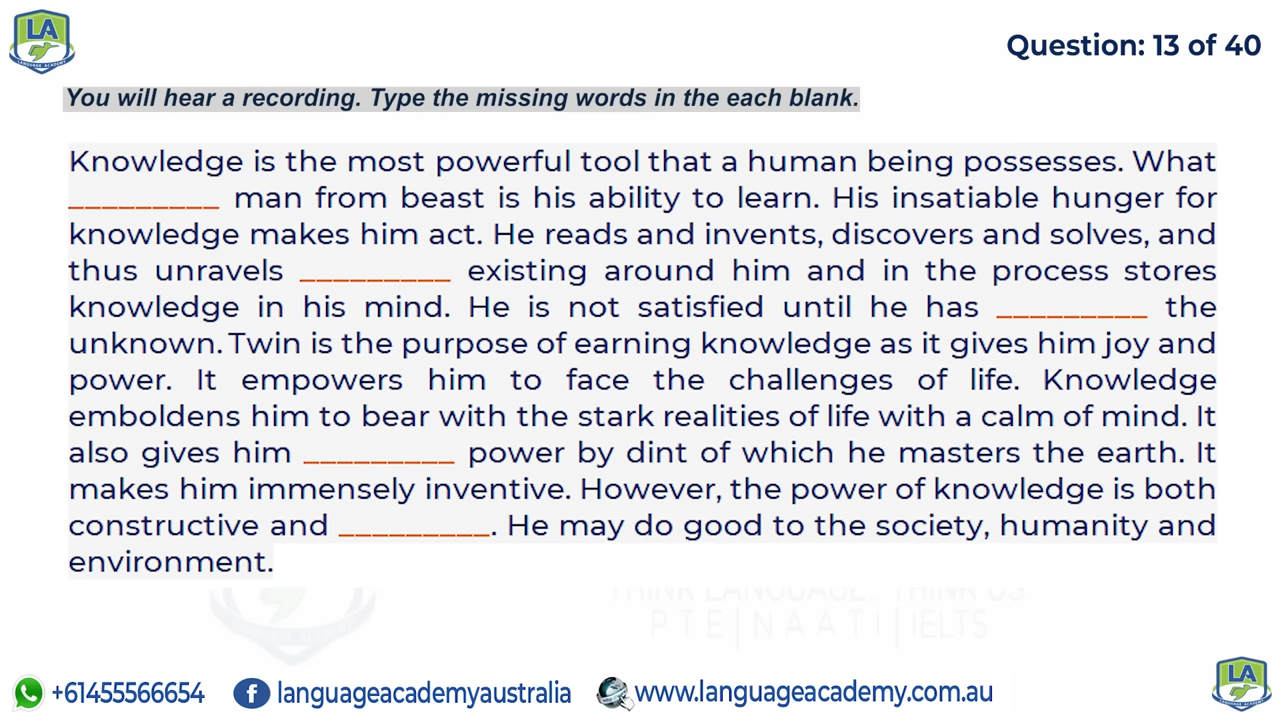 LA
LANGUAGE ACADEMY
Question: 13 of 40
You will hear a recording. Type the missing words in the each blank.
Knowledge is the most powerful tool that a human being possesses. What
_________ man from beast is his ability to learn. His insatiable hunger for
knowledge makes him act. He reads and invents, discovers and solves, and
thus unravels _________ existing around him and in the process stores
knowledge in his mind. He is not satisfied until he has _________ the
unknown. Twin is the purpose of earning knowledge as it gives him joy and
power. It empowers him to face the challenges of life. Knowledge
emboldens him to bear with the stark realities of life with a calm of mind. It
also gives him _________ power by dint of which he masters the earth. It
makes him immensely inventive. However, the power of knowledge is both
constructive and _________. He may do good to the society, humanity and
environment.
THINK LANGUAGE.. THINK US
PTE|NAATI|IELTS
+61455566654
languageacademyaustralia
www.languageacademy.com.au
LA